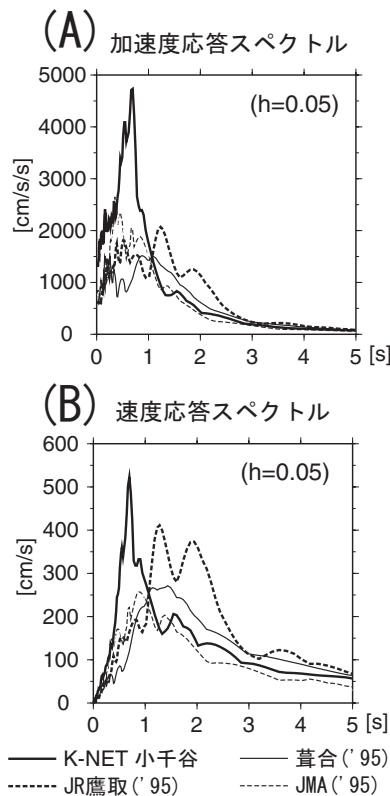 (A) 加速度応答スペクトル
(h=0.05)
[cm/s/s]
5000
4000
3000
2000
1000
0
0 1 2 3 4 5 [s]
(B) 速度応答スペクトル
(h=0.05)
[cm/s]
600
500
400
300
200
100
0
0 1 2 3 4 5 [s]
K-NET 小千谷
葺合('95)
JR鷹取('95)
JMA('95)